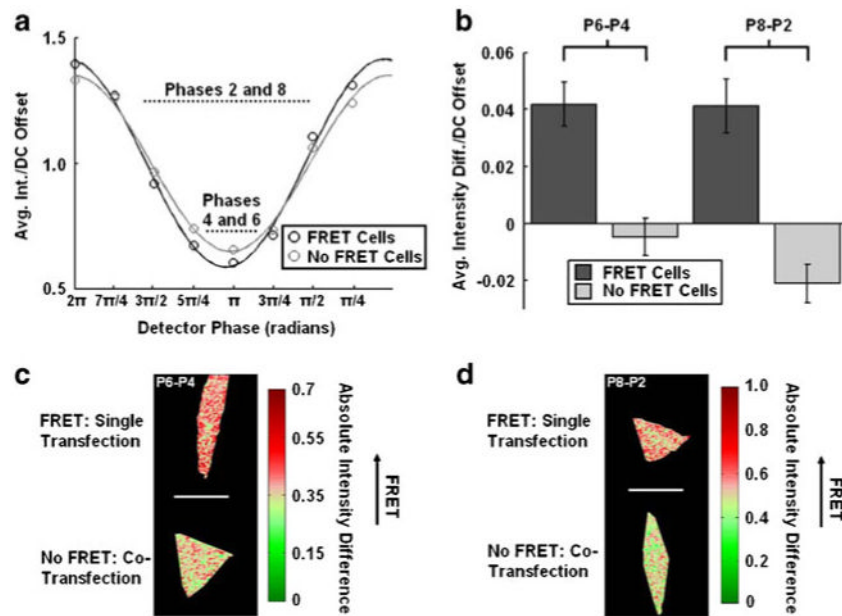 a
1.5
1.0
0.5
Avg. Int./DC Offset
Phases 2 and 8
Phases
4 and 6
FRET Cells
No FRET Cells
2π 7π/4 3π/2 5π/4 π 3π/4 π/2 π/4
Detector Phase (radians)
b
P6-P4 P8-P2
0.06
0.04
0.02
0
-0.02
Avg. Intensity Diff./DC Offset
FRET Cells
No FRET Cells
c
P6-P4
FRET: Single
Transfection
No FRET: Co-
Transfection
0.7
0.55
0.35
0.15
0
Absolute Intensity Difference
FRET
d
P8-P2
FRET: Single
Transfection
No FRET: Co-
Transfection
1.0
0.8
0.6
0.4
0.2
0
Absolute Intensity Difference
FRET